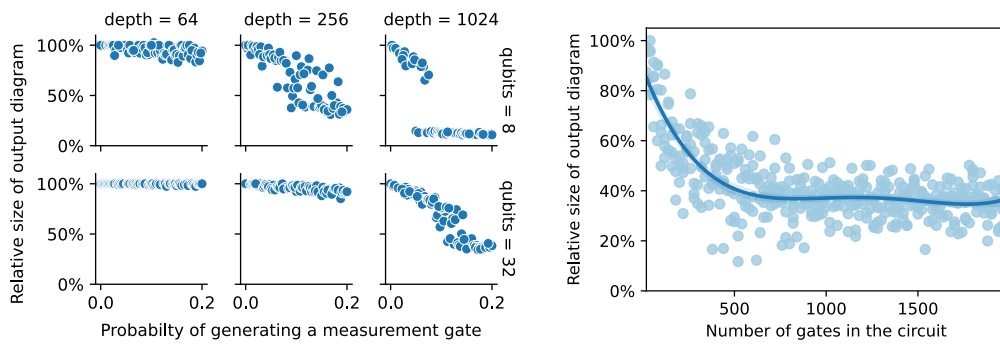 depth = 64
depth = 256
depth = 1024
Relative size of output diagram
100%
50%
0%
qubits = 8
100%
50%
0%
qubits = 32
0.0
0.2
0.0
0.2
0.0
0.2
Probabilty of generating a measurement gate
Relative size of output diagram
100%
80%
60%
40%
20%
0%
500
1000
1500
Number of gates in the circuit